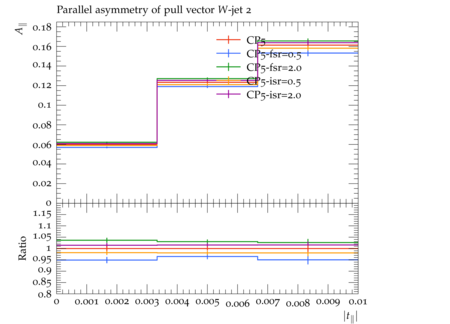 Parallel asymmetry of pull vector W-jet 2
A∥
0.18
0.16
0.14
0.12
0.1
0.08
0.06
0.04
0.02
0
CP5
CP5-fsr=0.5
CP5-fsr=2.0
CP5-isr=0.5
CP5-isr=2.0
Ratio
1.15
1.1
1.05
1
0.95
0.9
0.85
0.8
0 0.001 0.002 0.003 0.004 0.005 0.006 0.007 0.008 0.009 0.01
|t∥|